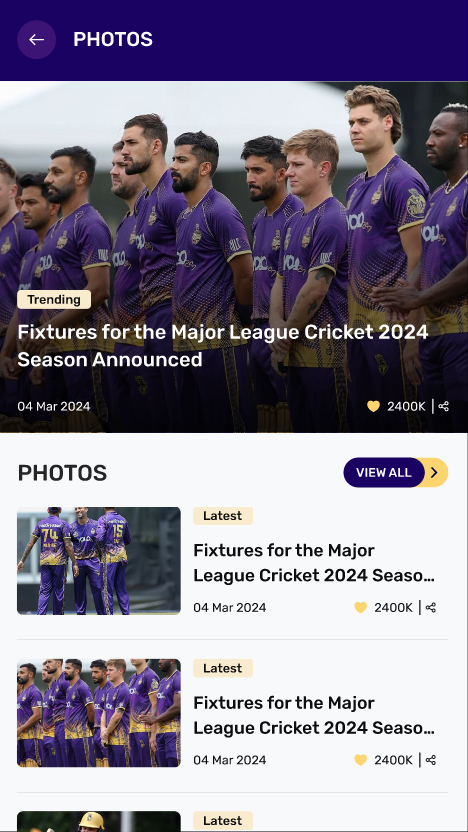 PHOTOS
Trending
Fixtures for the Major League Cricket 2024
Season Announced
04 Mar 2024
2400K
PHOTOS
VIEW ALL
74
15
Latest
Fixtures for the Major
League Cricket 2024 Seaso...
04 Mar 2024
2400K
Latest
Fixtures for the Major
League Cricket 2024 Seaso...
04 Mar 2024
2400K
Latest